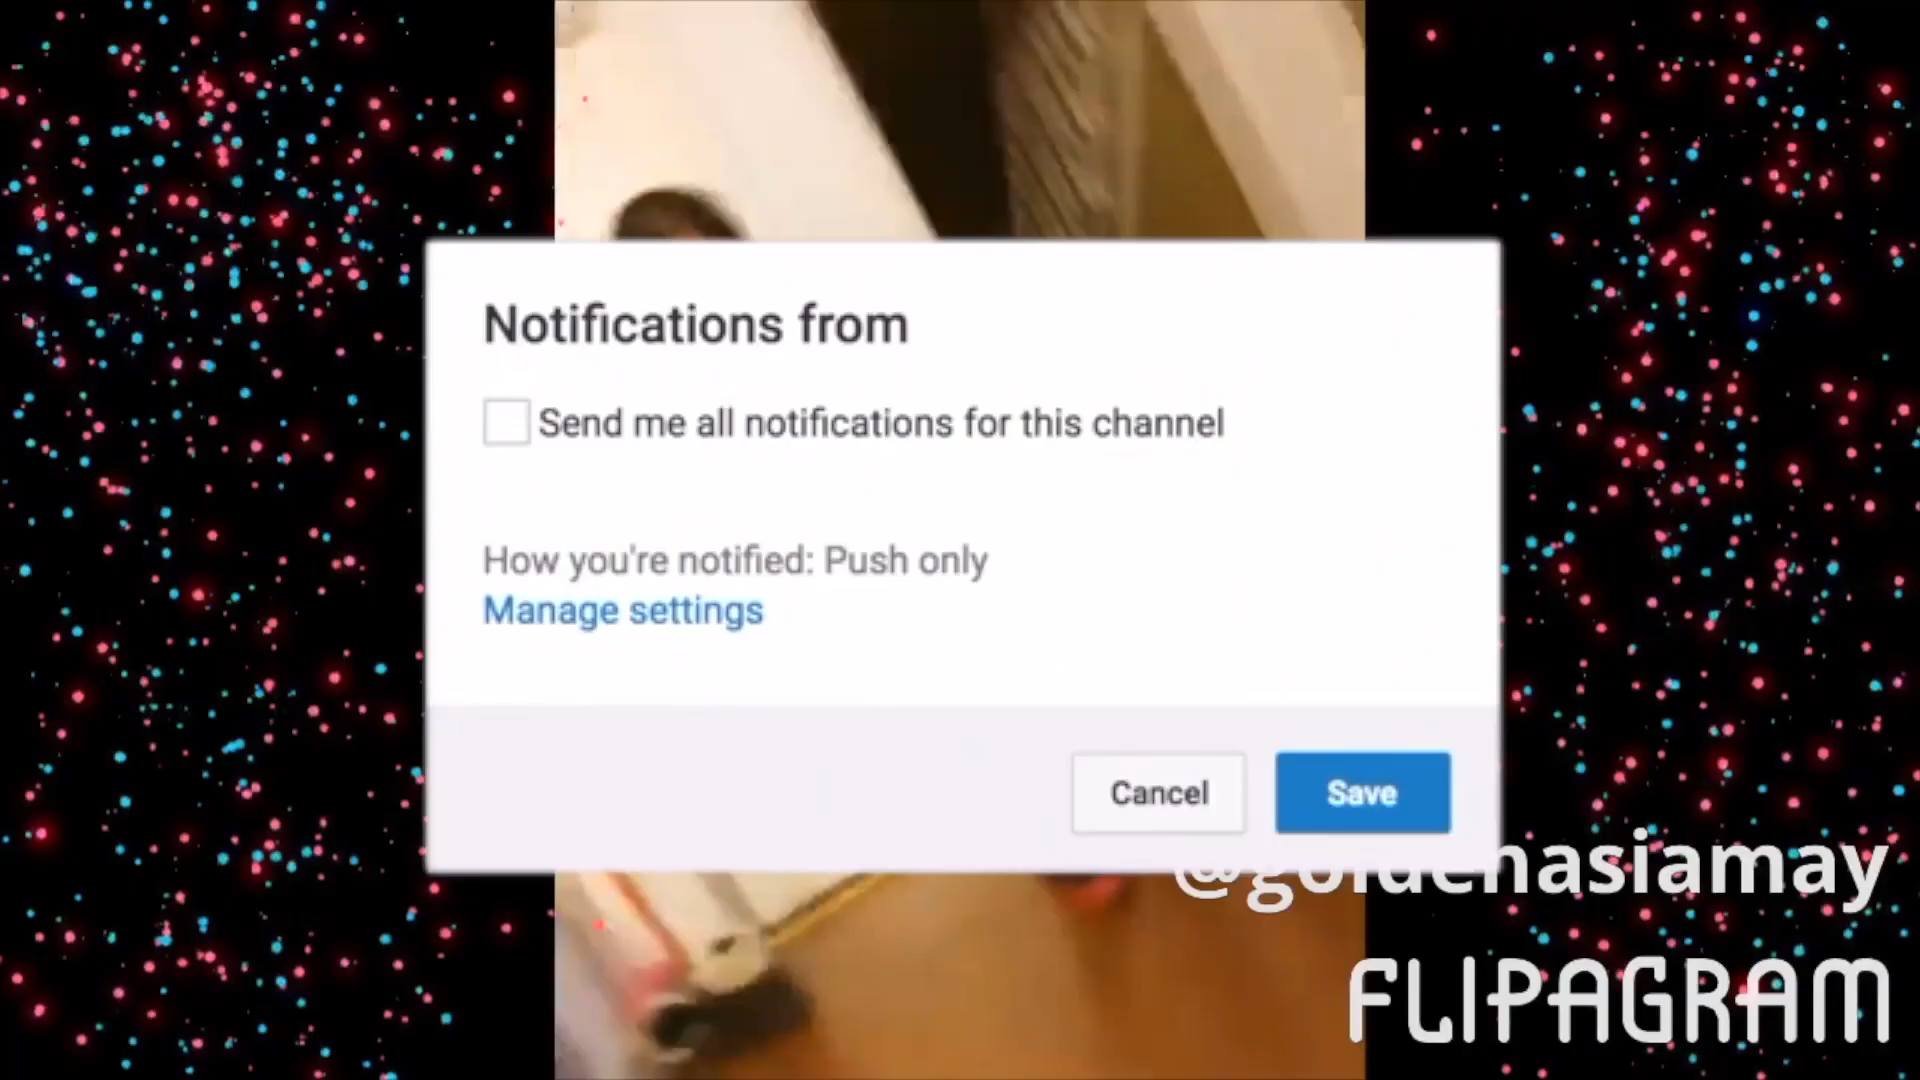 Notifications from
Send me all notifications for this channel
How you're notified: Push only
Manage settings
Cancel
Save
@goldenasiamay
FLIPAGRAM